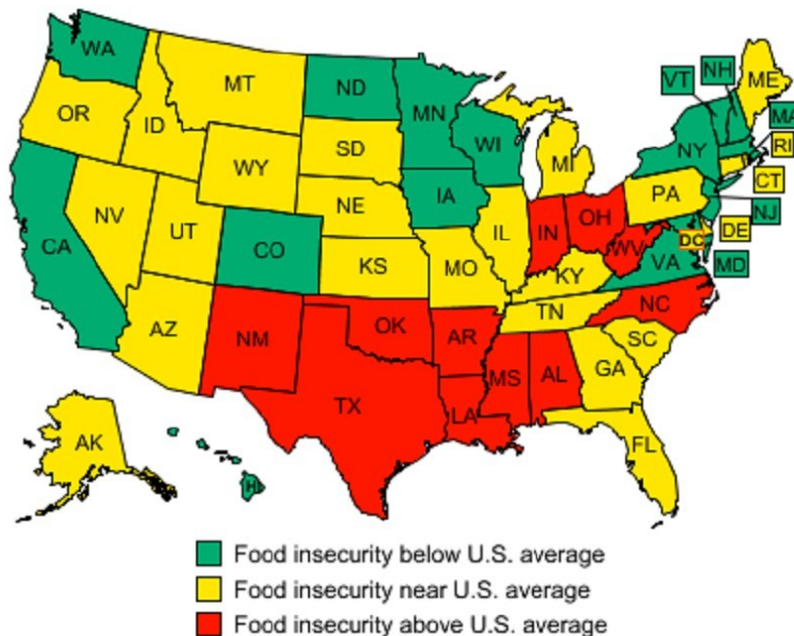 WA
MT
ND
MN
VT
NH
ME
OR
ID
WI
MA
SD
NY
RI
WY
MI
CT
IA
PA
NE
NJ
NV
UT
IL
IN
OH
DE
CA
CO
DC
WV
MD
KS
MO
VA
KY
NC
TN
AZ
NM
OK
AR
SC
MS
AL
GA
TX
LA
AK
FL
H
Food insecurity below U.S. average
Food insecurity near U.S. average
Food insecurity above U.S. average